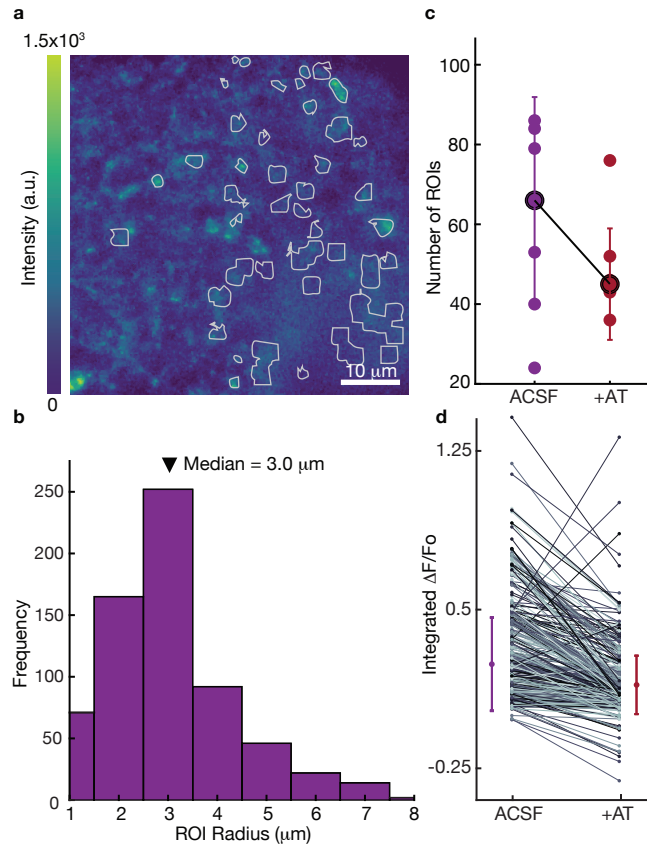 a
1.5x10³
Intensity (a.u.)
0
10 μm
b
Median = 3.0 μm
250
200
150
100
50
0
Frequency
1 2 3 4 5 6 7 8
ROI Radius (μm)
c
100
80
60
40
20
Number of ROIs
ACSF +AT
d
1.25
0.5
-0.25
Integrated ΔF/Fo
ACSF +AT